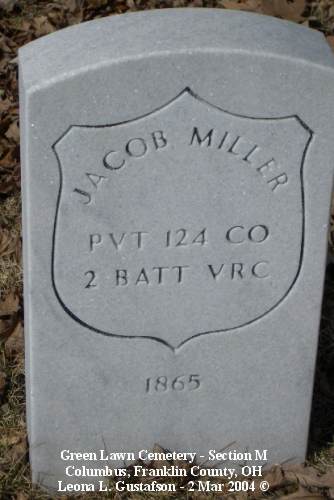 JACOB MILLER
PVT 124 CO
2 BATT VRC
1865
Green Lawn Cemetery - Section M
Columbus, Franklin County, OH
Leona L. Gustafson - 2 Mar 2004 ©